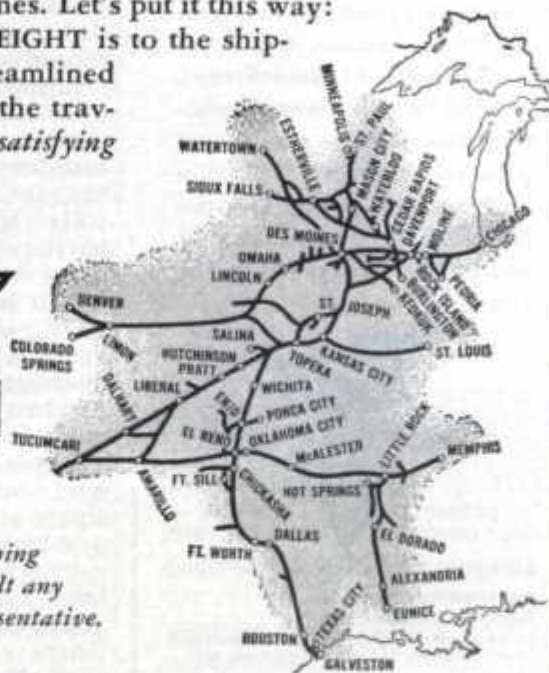 nes. Let's put it this way:
EIGHT is to the ship-
eamlined
the trav-
satisfying
MINNEAPOLIS
ST. PAUL
ESTHERVILLE
MASON CITY
WATERLOO
WATERTOWN
CEDAR RAPIDS
DAVENPORT
MOLINE
SIOUX FALLS
CHICAGO
DES MOINES
OMAHA
PEORIA
LINCOLN
ROCK ISLAND
BURLINGTON
KEOKUK
DENVER
ST. JOSEPH
COLORADO
SPRINGS
LIMON
SALINA
TOPEKA
KANSAS CITY
ST. LOUIS
HUTCHINSON
PRATT
LIBERAL
WICHITA
DALHART
ENID
PONCA CITY
EL RENO
OKLAHOMA CITY
LITTLE ROCK
TUCUMCARI
McALESTER
MEMPHIS
AMARILLO
FT. SILL
CHICKASHA
HOT SPRINGS
EL DORADO
DALLAS
FT. WORTH
ing
lt any
sentative.
ALEXANDRIA
EUNICE
HOUSTON
TEXAS CITY
GALVESTON